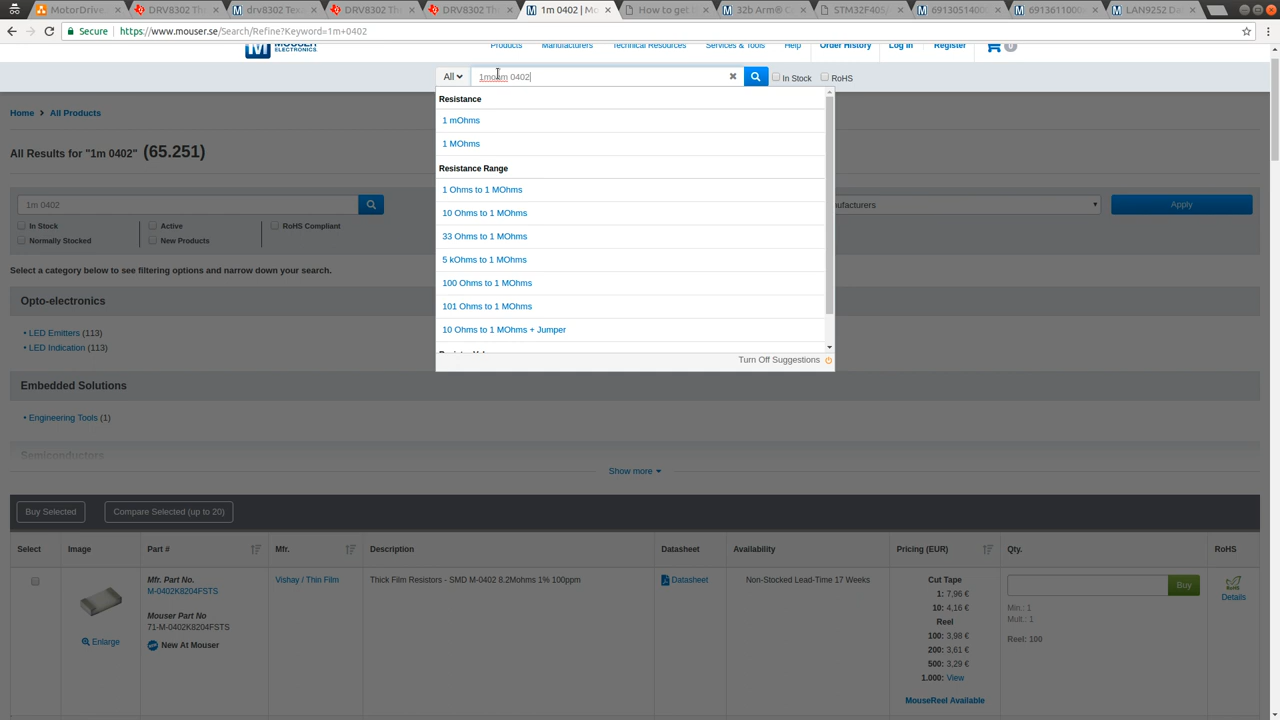 MotorDrive
DRV8302 Th
drv8302 Tex
DRV8302 Th
DRV8302 Th
1m 0402 | Mo
How to get
32b Arm® C
STM32F405/
6913051400
6913611000
LAN9252 Da
Secure https://www.mouser.se/Search/Refine?Keyword=1m+0402
ELECTRONICS
Products Manufacturers Technical Resources Services & Tools Help Order History Log In Register 0
All 0402 In Stock RoHS
Resistance
1 mOhms
1 MOhms
Resistance Range
1 Ohms to 1 MOhms
10 Ohms to 1 MOhms
33 Ohms to 1 MOhms
5 kOhms to 1 MOhms
100 Ohms to 1 MOhms
101 Ohms to 1 MOhms
10 Ohms to 1 MOhms + Jumper
Turn Off Suggestions
Home All Products
All Results for "1m 0402" (65.251)
1m 0402
ufacturers Apply
In Stock Active RoHS Compliant
Normally Stocked New Products
Select a category below to see filtering options and narrow down your search.
Opto-electronics
• LED Emitters (113)
• LED Indication (113)
Embedded Solutions
• Engineering Tools (1)
Semiconductors
Show more
Buy Selected Compare Selected (up to 20)
Select Image Part # Mfr. Description Datasheet Availability Pricing (EUR) Qty. RoHS
Mfr. Part No.
M-0402K8204FSTS
Mouser Part No
71-M-0402K8204FSTS
New At Mouser
Enlarge
Vishay / Thin Film
Thick Film Resistors - SMD M-0402 8.2Mohms 1% 100ppm
Datasheet
Non-Stocked Lead-Time 17 Weeks
Cut Tape
1: 7,96 €
10: 4,16 €
Reel
100: 3,98 €
200: 3,61 €
500: 3,29 €
1.000: View
MouseReel Available
Buy
Min.: 1
Mult.: 1
Reel: 100
RoHS
Details